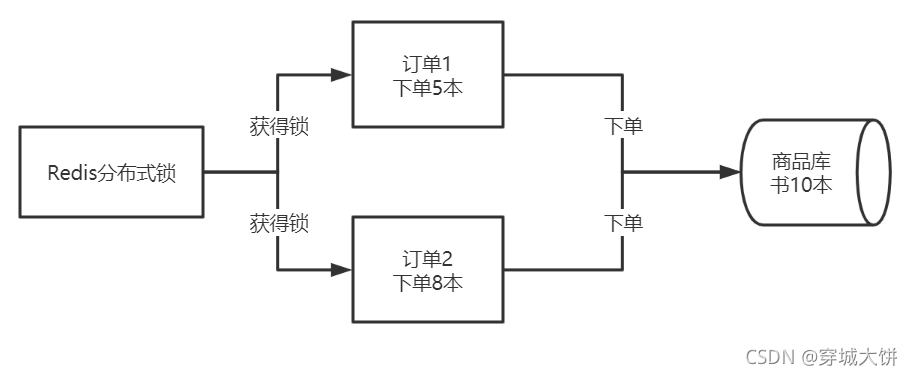 订单1
下单5本
获得锁
下单
Redis分布式锁
商品库
书10本
获得锁
下单
订单2
下单8本
CSDN @穿城大饼